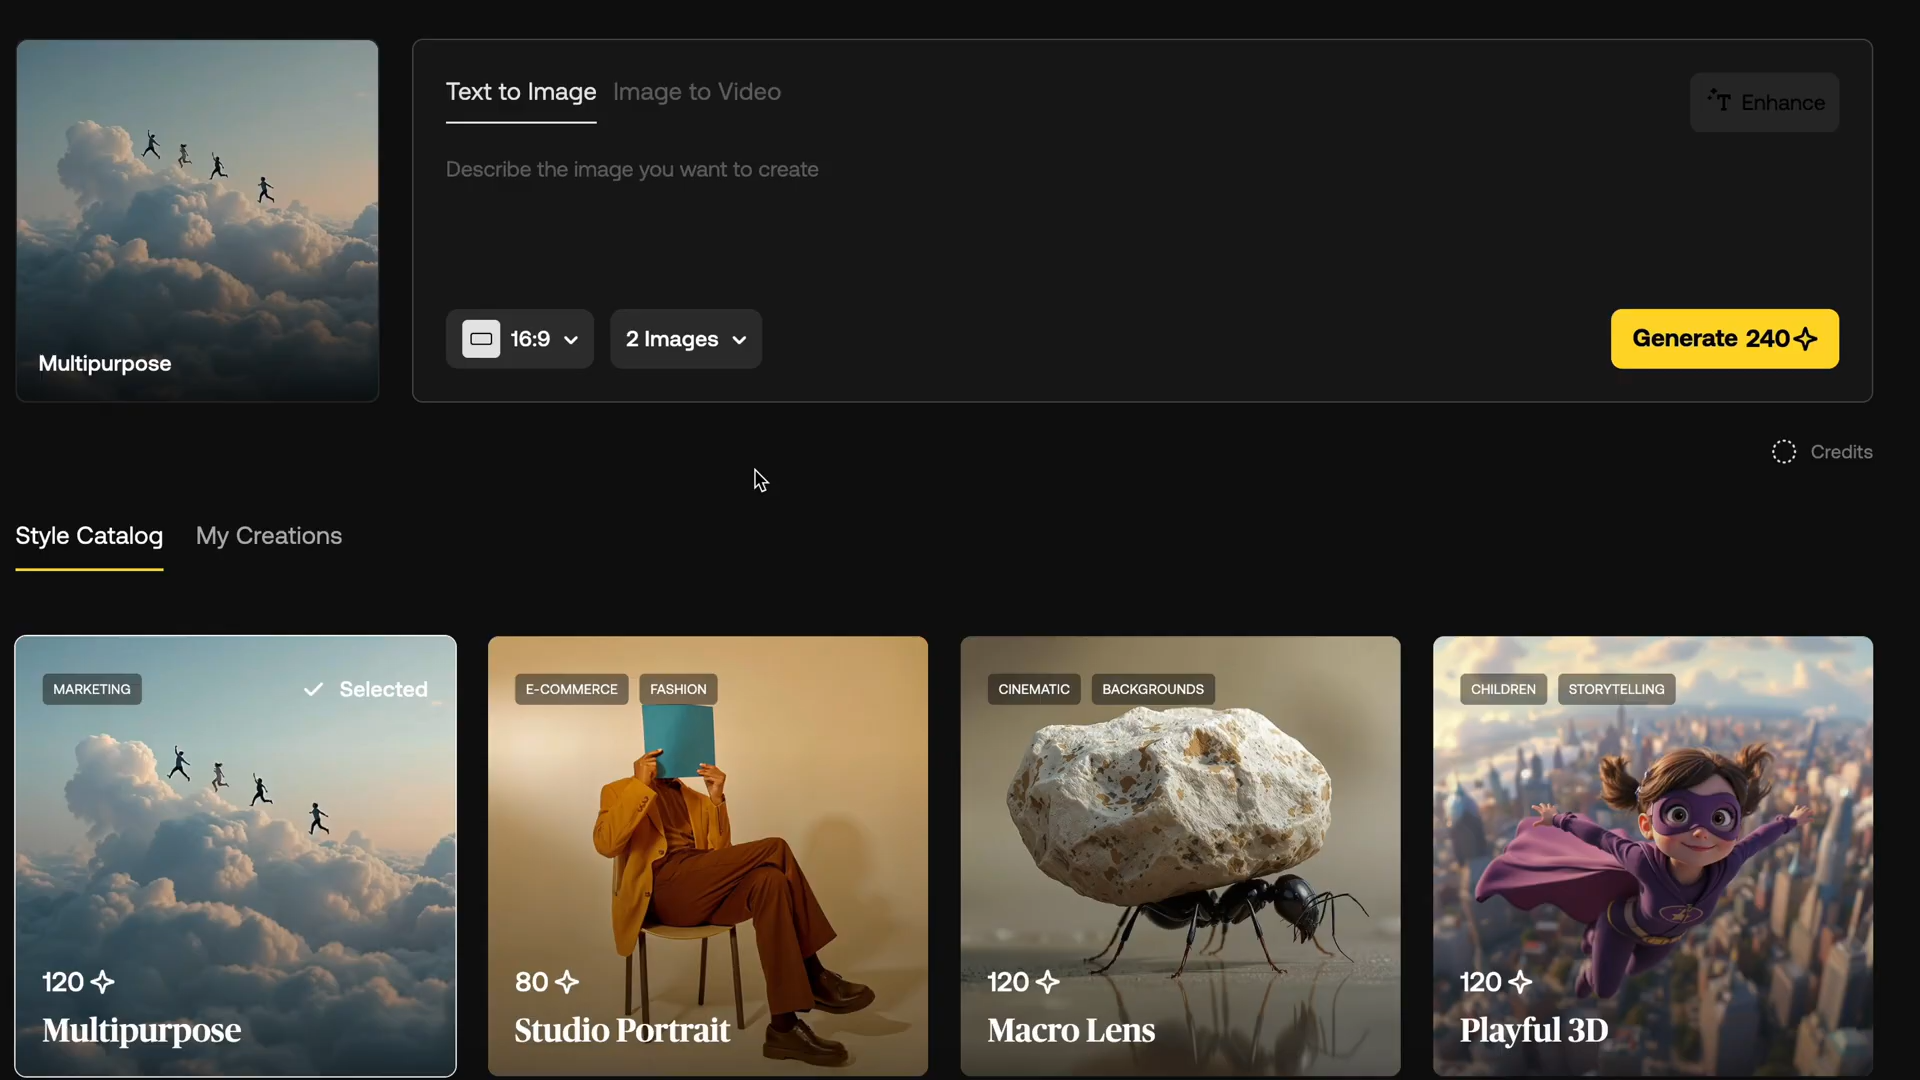 Text to Image Image to Video
Enhance
Describe the image you want to create
16:9
2 Images
Generate 240
Multipurpose
Credits
Style Catalog My Creations
MARKETING
Selected
120
Multipurpose
E-COMMERCE FASHION
80
Studio Portrait
CINEMATIC BACKGROUNDS
120
Macro Lens
CHILDREN STORYTELLING
120
Playful 3D